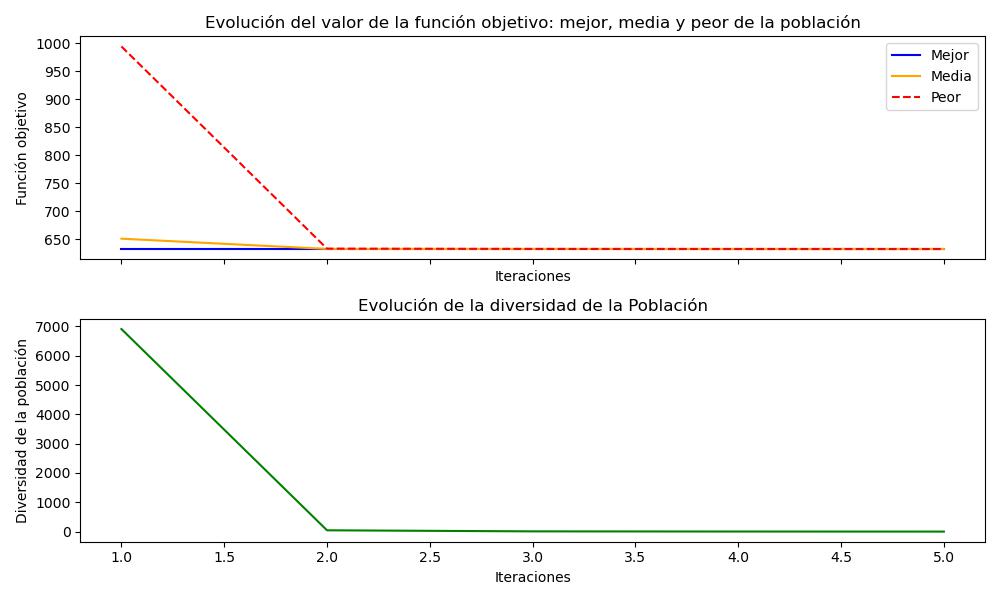 Evolución del valor de la función objetivo: mejor, media y peor de la población
1000
950
900
850
800
750
700
650
Función objetivo
Mejor
Media
Peor
Iteraciones
Evolución de la diversidad de la Población
7000
6000
5000
4000
3000
2000
1000
0
Diversidad de la población
1.0 1.5 2.0 2.5 3.0 3.5 4.0 4.5 5.0
Iteraciones